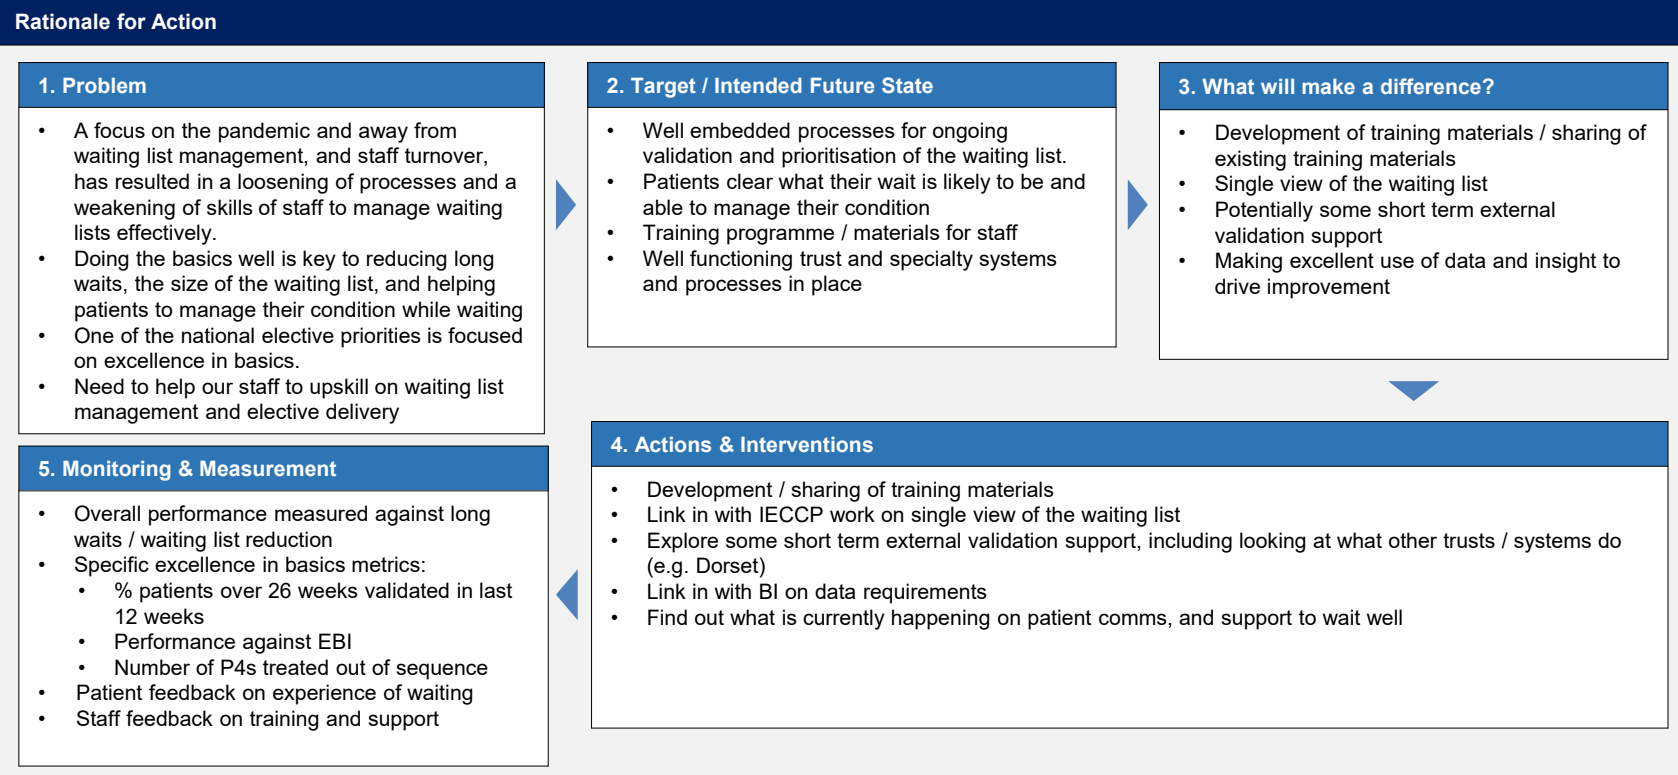 Rationale for Action
1. Problem
• A focus on the pandemic and away from
waiting list management, and staff turnover,
has resulted in a loosening of processes and a
weakening of skills of staff to manage waiting
lists effectively.
• Doing the basics well is key to reducing long
waits, the size of the waiting list, and helping
patients to manage their condition while waiting
• One of the national elective priorities is focused
on excellence in basics.
• Need to help our staff to upskill on waiting list
management and elective delivery
2. Target / Intended Future State
• Well embedded processes for ongoing
validation and prioritisation of the waiting list.
• Patients clear what their wait is likely to be and
able to manage their condition
• Training programme / materials for staff
• Well functioning trust and specialty systems
and processes in place
3. What will make a difference?
• Development of training materials / sharing of
existing training materials
• Single view of the waiting list
• Potentially some short term external
validation support
• Making excellent use of data and insight to
drive improvement
4. Actions & Interventions
• Development / sharing of training materials
• Link in with IECCP work on single view of the waiting list
• Explore some short term external validation support, including looking at what other trusts / systems do
(e.g. Dorset)
• Link in with BI on data requirements
• Find out what is currently happening on patient comms, and support to wait well
5. Monitoring & Measurement
• Overall performance measured against long
waits / waiting list reduction
• Specific excellence in basics metrics:
• % patients over 26 weeks validated in last
12 weeks
• Performance against EBI
• Number of P4s treated out of sequence
• Patient feedback on experience of waiting
• Staff feedback on training and support